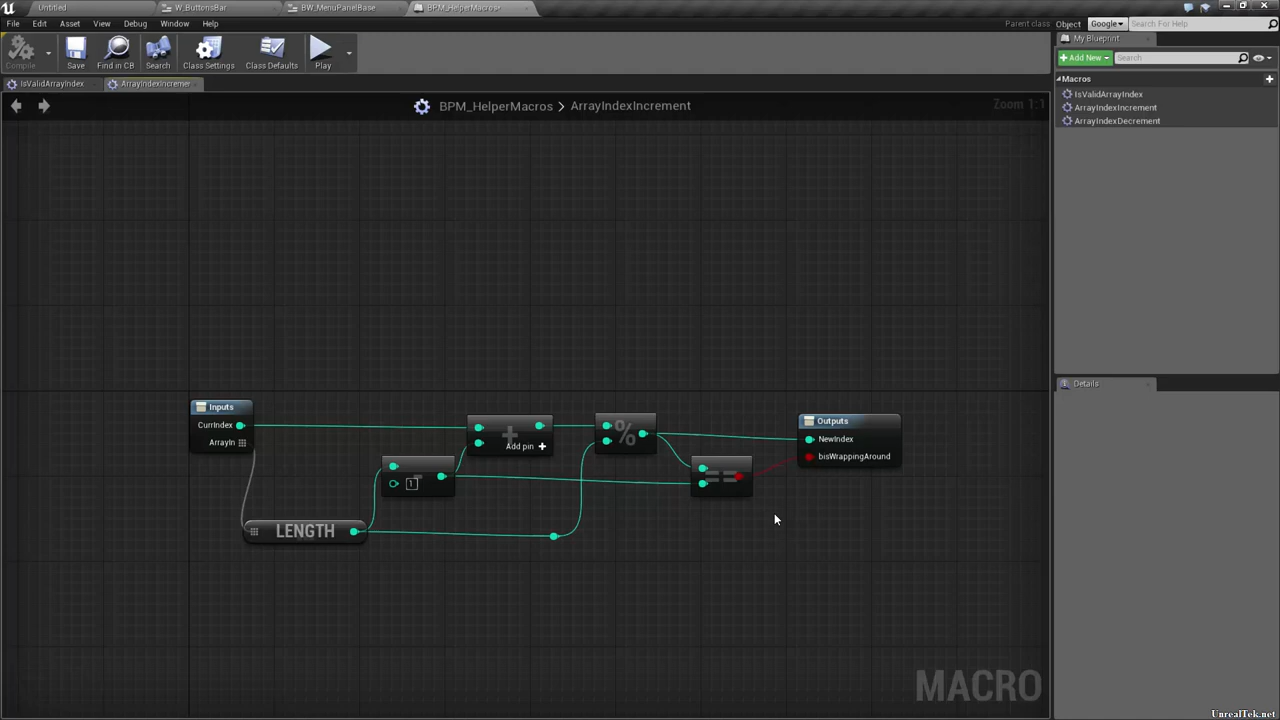 Untitled
W_ButtonsBar
BW_MenuPanelBase
BPM_HelperMacros*
File Edit Asset View Debug Window Help
Parent class: Object Google Search For Help
Compile Save Find in CB Search Class Settings Class Defaults Play
My Blueprint
Add New Search
IsValidArrayIndex
ArrayIndexIncremer
Macros
IsValidArrayIndex
ArrayIndexIncrement
ArrayIndexDecrement
BPM_HelperMacros > ArrayIndexIncrement
Zoom 1:1
Details
Inputs
CurrIndex
ArrayIn
LENGTH
-
1
+
Add pin +
%
==
Outputs
NewIndex
bisWrappingAround
MACRO
UnrealTek.net